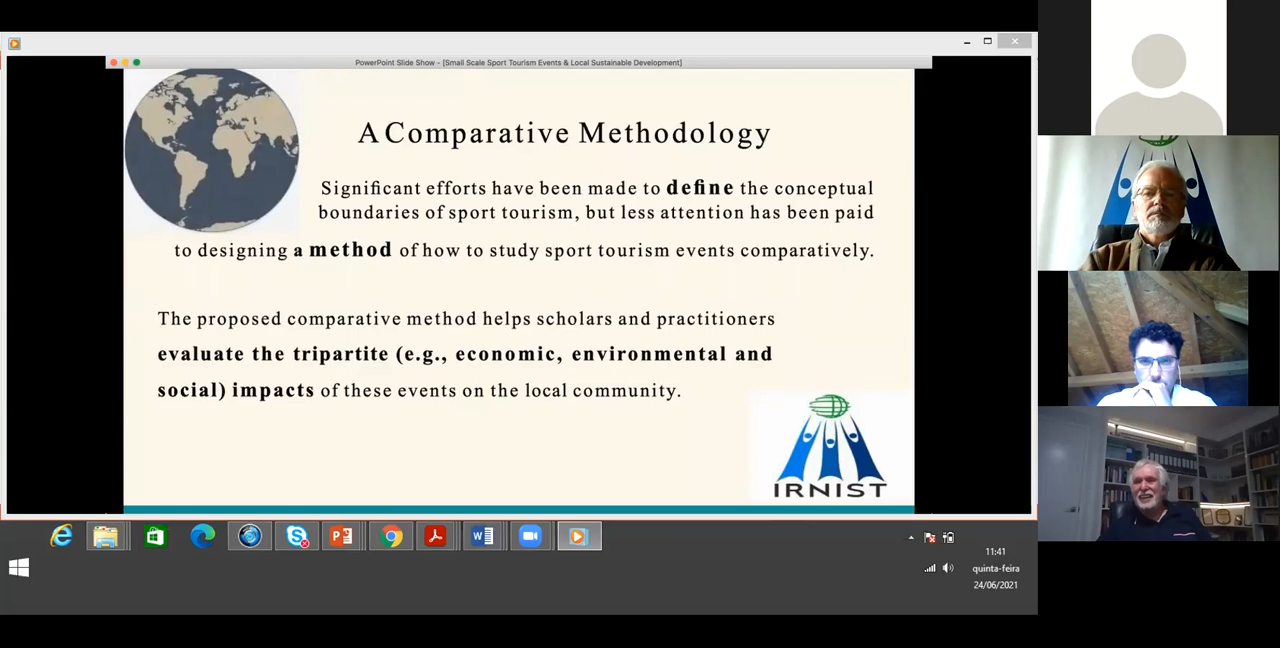 PowerPoint Slide Show - [Small Scale Sport Tourism Events & Local Sustainable Development]
A Comparative Methodology
Significant efforts have been made to define the conceptual
boundaries of sport tourism, but less attention has been paid
to designing a method of how to study sport tourism events comparatively.
The proposed comparative method helps scholars and practitioners
evaluate the tripartite (e.g., economic, environmental and
social) impacts of these events on the local community.
IRNIST
11:41
quinta-feira
24/06/2021